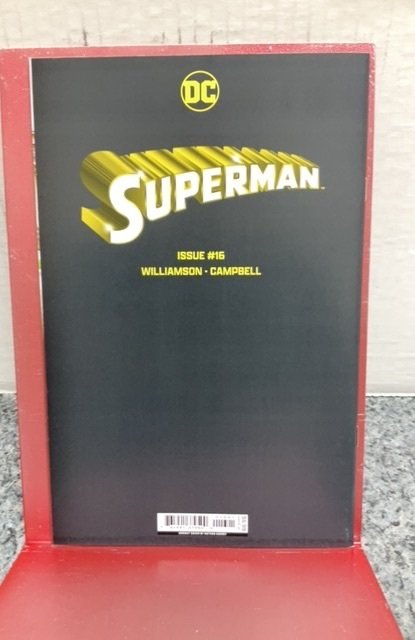 DC
SUPERMAN
ISSUE #16
WILLIAMSON • CAMPBELL